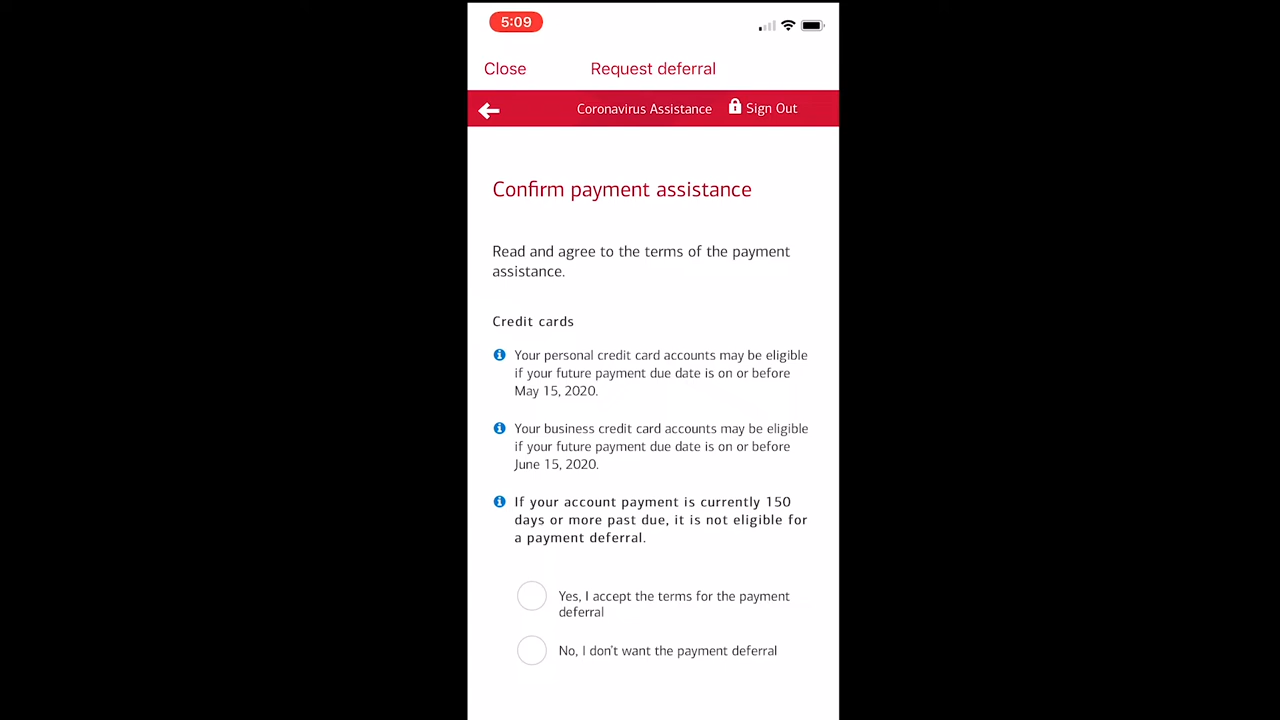 5:09
Close
Request deferral
Coronavirus Assistance
Sign Out
Confirm payment assistance
Read and agree to the terms of the payment
assistance.
Credit cards
Your personal credit card accounts may be eligible
if your future payment due date is on or before
May 15, 2020.
Your business credit card accounts may be eligible
if your future payment due date is on or before
June 15, 2020.
If your account payment is currently 150
days or more past due, it is not eligible for
a payment deferral.
Yes, I accept the terms for the payment
deferral
No, I don't want the payment deferral